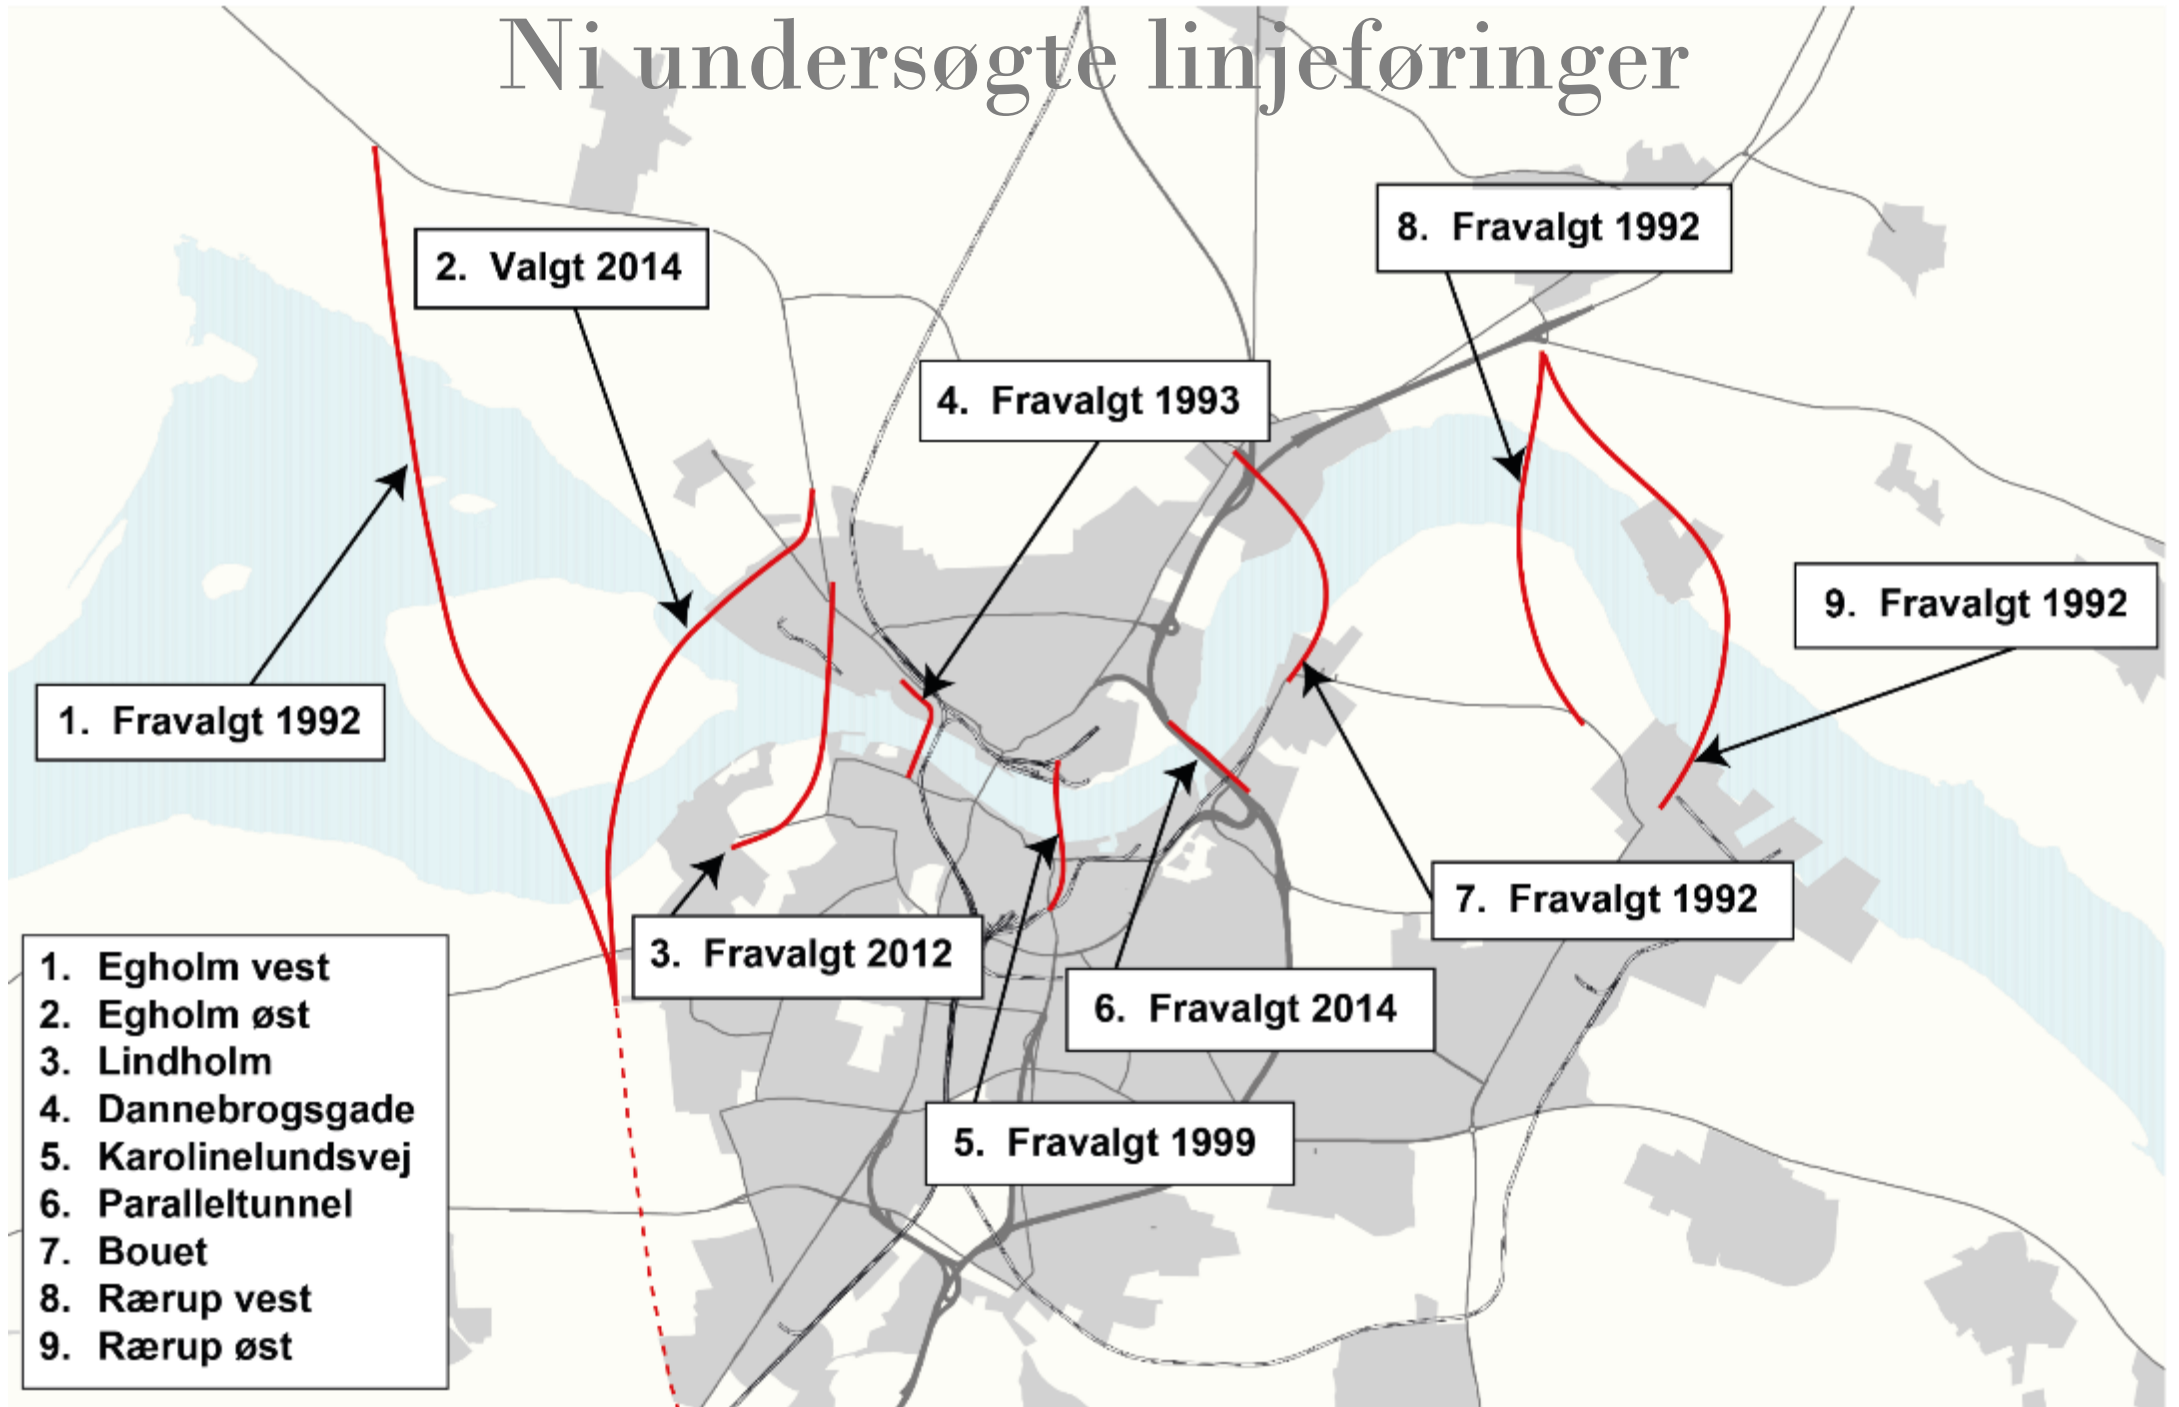 Ni undersøgte linjeføringer
8. Fravalgt 1992
2. Valgt 2014
4. Fravalgt 1993
9. Fravalgt 1992
1. Fravalgt 1992
7. Fravalgt 1992
3. Fravalgt 2012
6. Fravalgt 2014
5. Fravalgt 1999
1. Egholm vest
2. Egholm øst
3. Lindholm
4. Dannebrogsgade
5. Karolinelundsvej
6. Paralleltunnel
7. Bouet
8. Rærup vest
9. Rærup øst